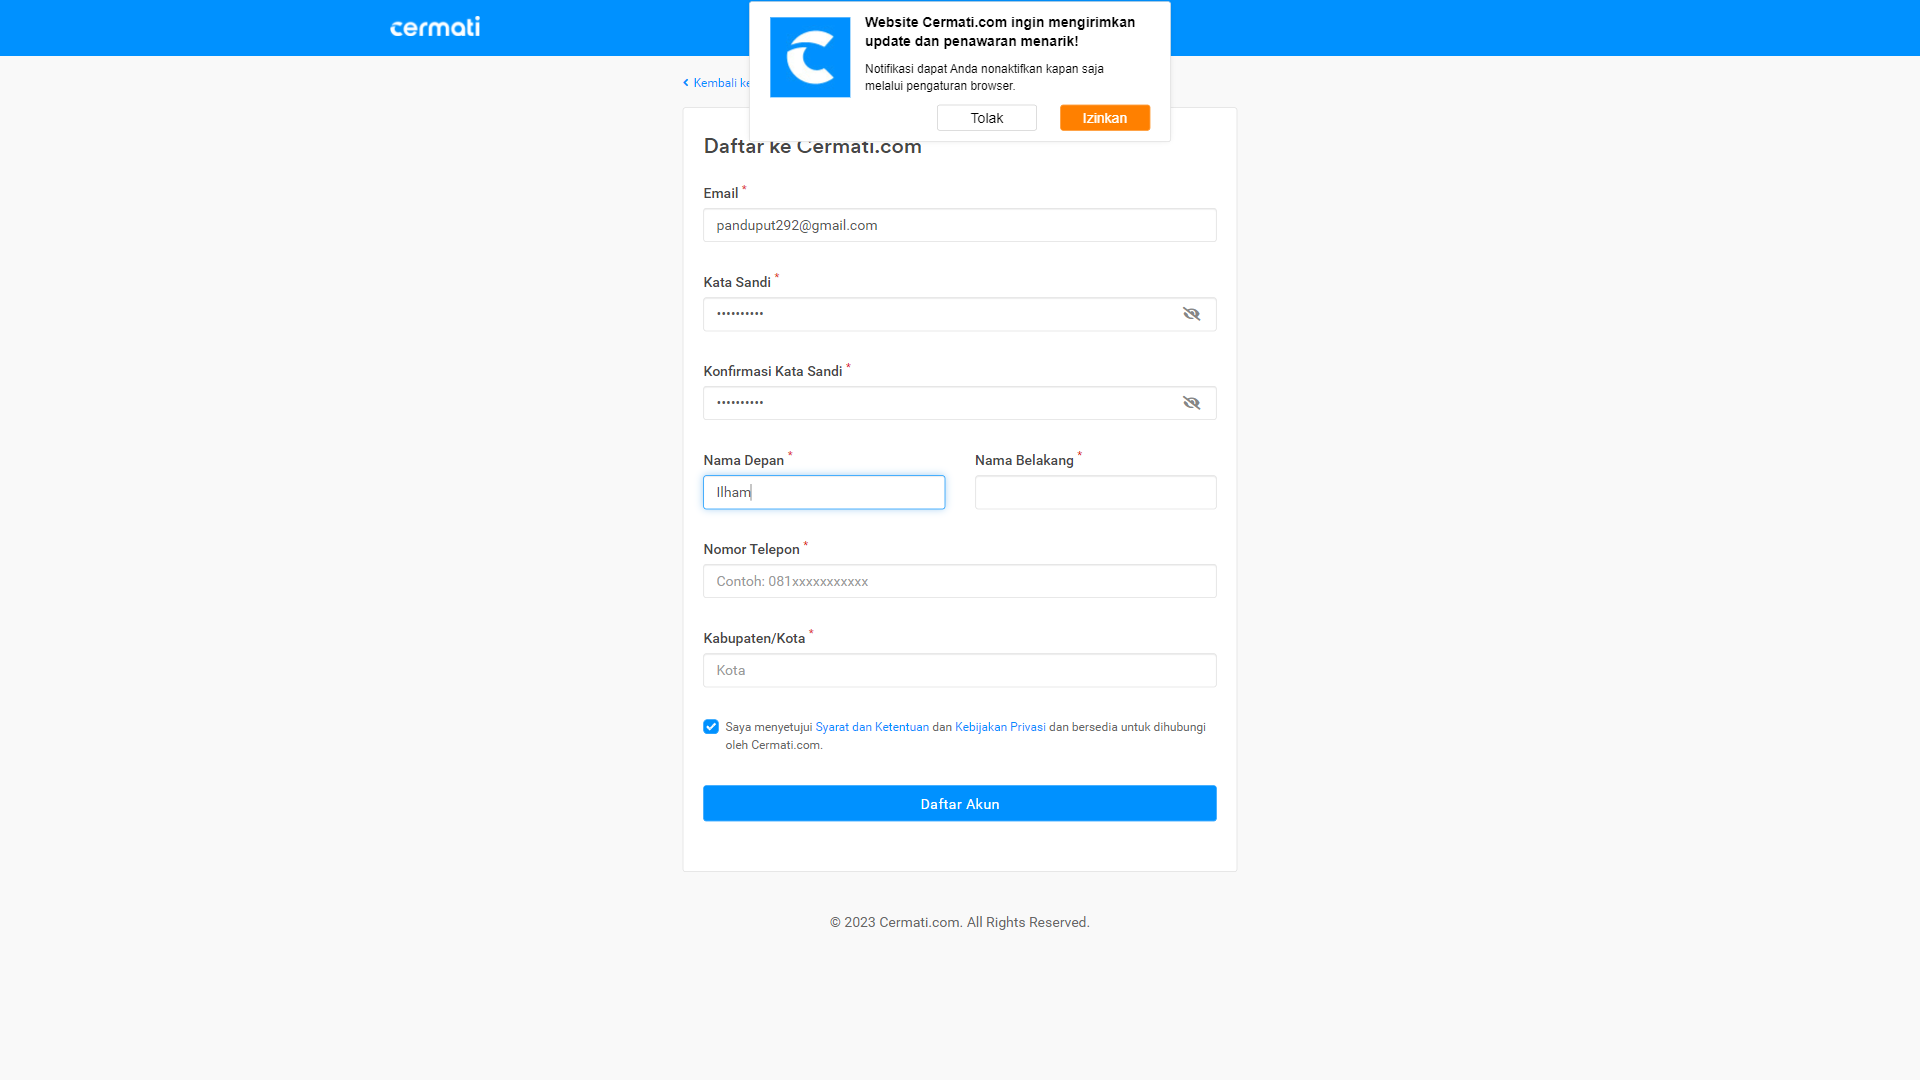 cermati
Website Cermati.com ingin mengirimkan
update dan penawaran menarik!
Notifikasi dapat Anda nonaktifkan kapan saja
melalui pengaturan browser.
Tolak
Izinkan
Kembali ke
Daftar ke Cermati.com
Email *
panduput292@gmail.com
Kata Sandi *
••••••••••
Konfirmasi Kata Sandi *
••••••••••
Nama Depan *
Nama Belakang *
Ilham
Nomor Telepon *
Contoh: 081xxxxxxxxxxx
Kabupaten/Kota *
Kota
Saya menyetujui Syarat dan Ketentuan dan Kebijakan Privasi dan bersedia untuk dihubungi
oleh Cermati.com.
Daftar Akun
© 2023 Cermati.com. All Rights Reserved.